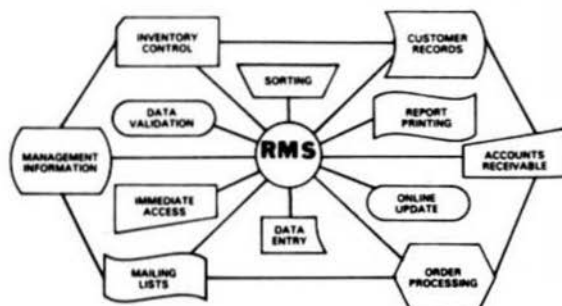 INVENTORY
CONTROL
CUSTOMER
RECORDS
SORTING
DATA
VALIDATION
REPORT
PRINTING
RMS
MANAGEMENT
INFORMATION
ACCOUNTS
RECEIVABLE
IMMEDIATE
ACCESS
ONLINE
UPDATE
DATA
ENTRY
MAILING
LISTS
ORDER
PROCESSING